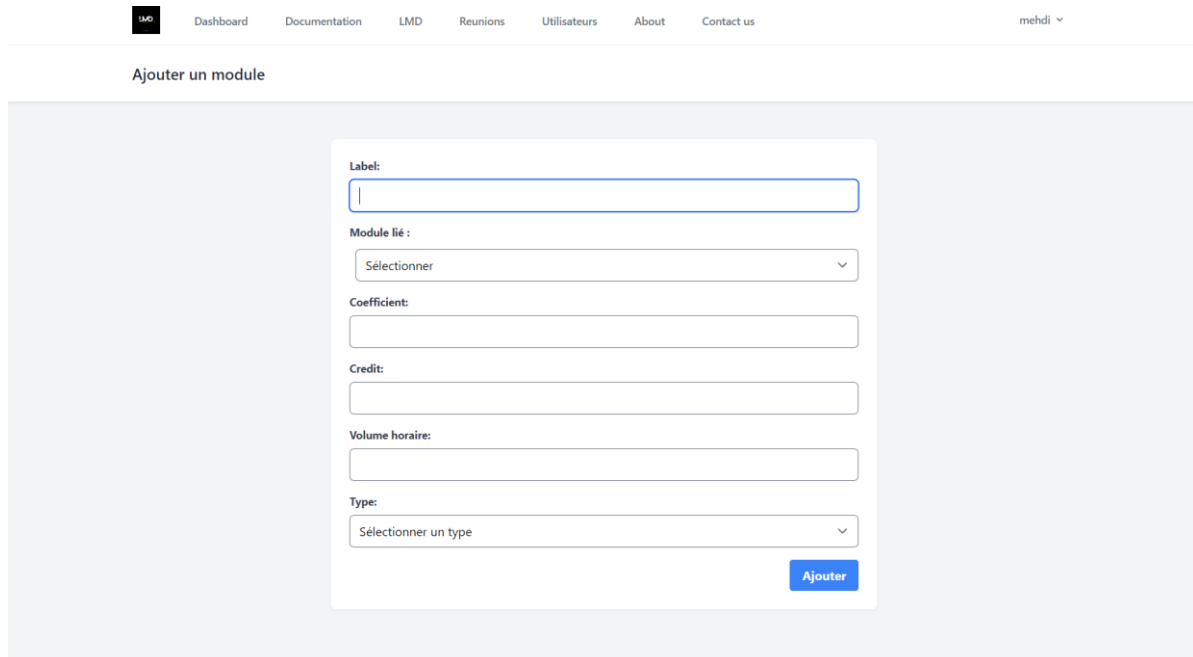 LMD Dashboard Documentation LMD Reunions Utilisateurs About Contact us mehdi
Ajouter un module
Label:
Module lié :
Sélectionner
Coefficient:
Credit:
Volume horaire:
Type:
Sélectionner un type
Ajouter